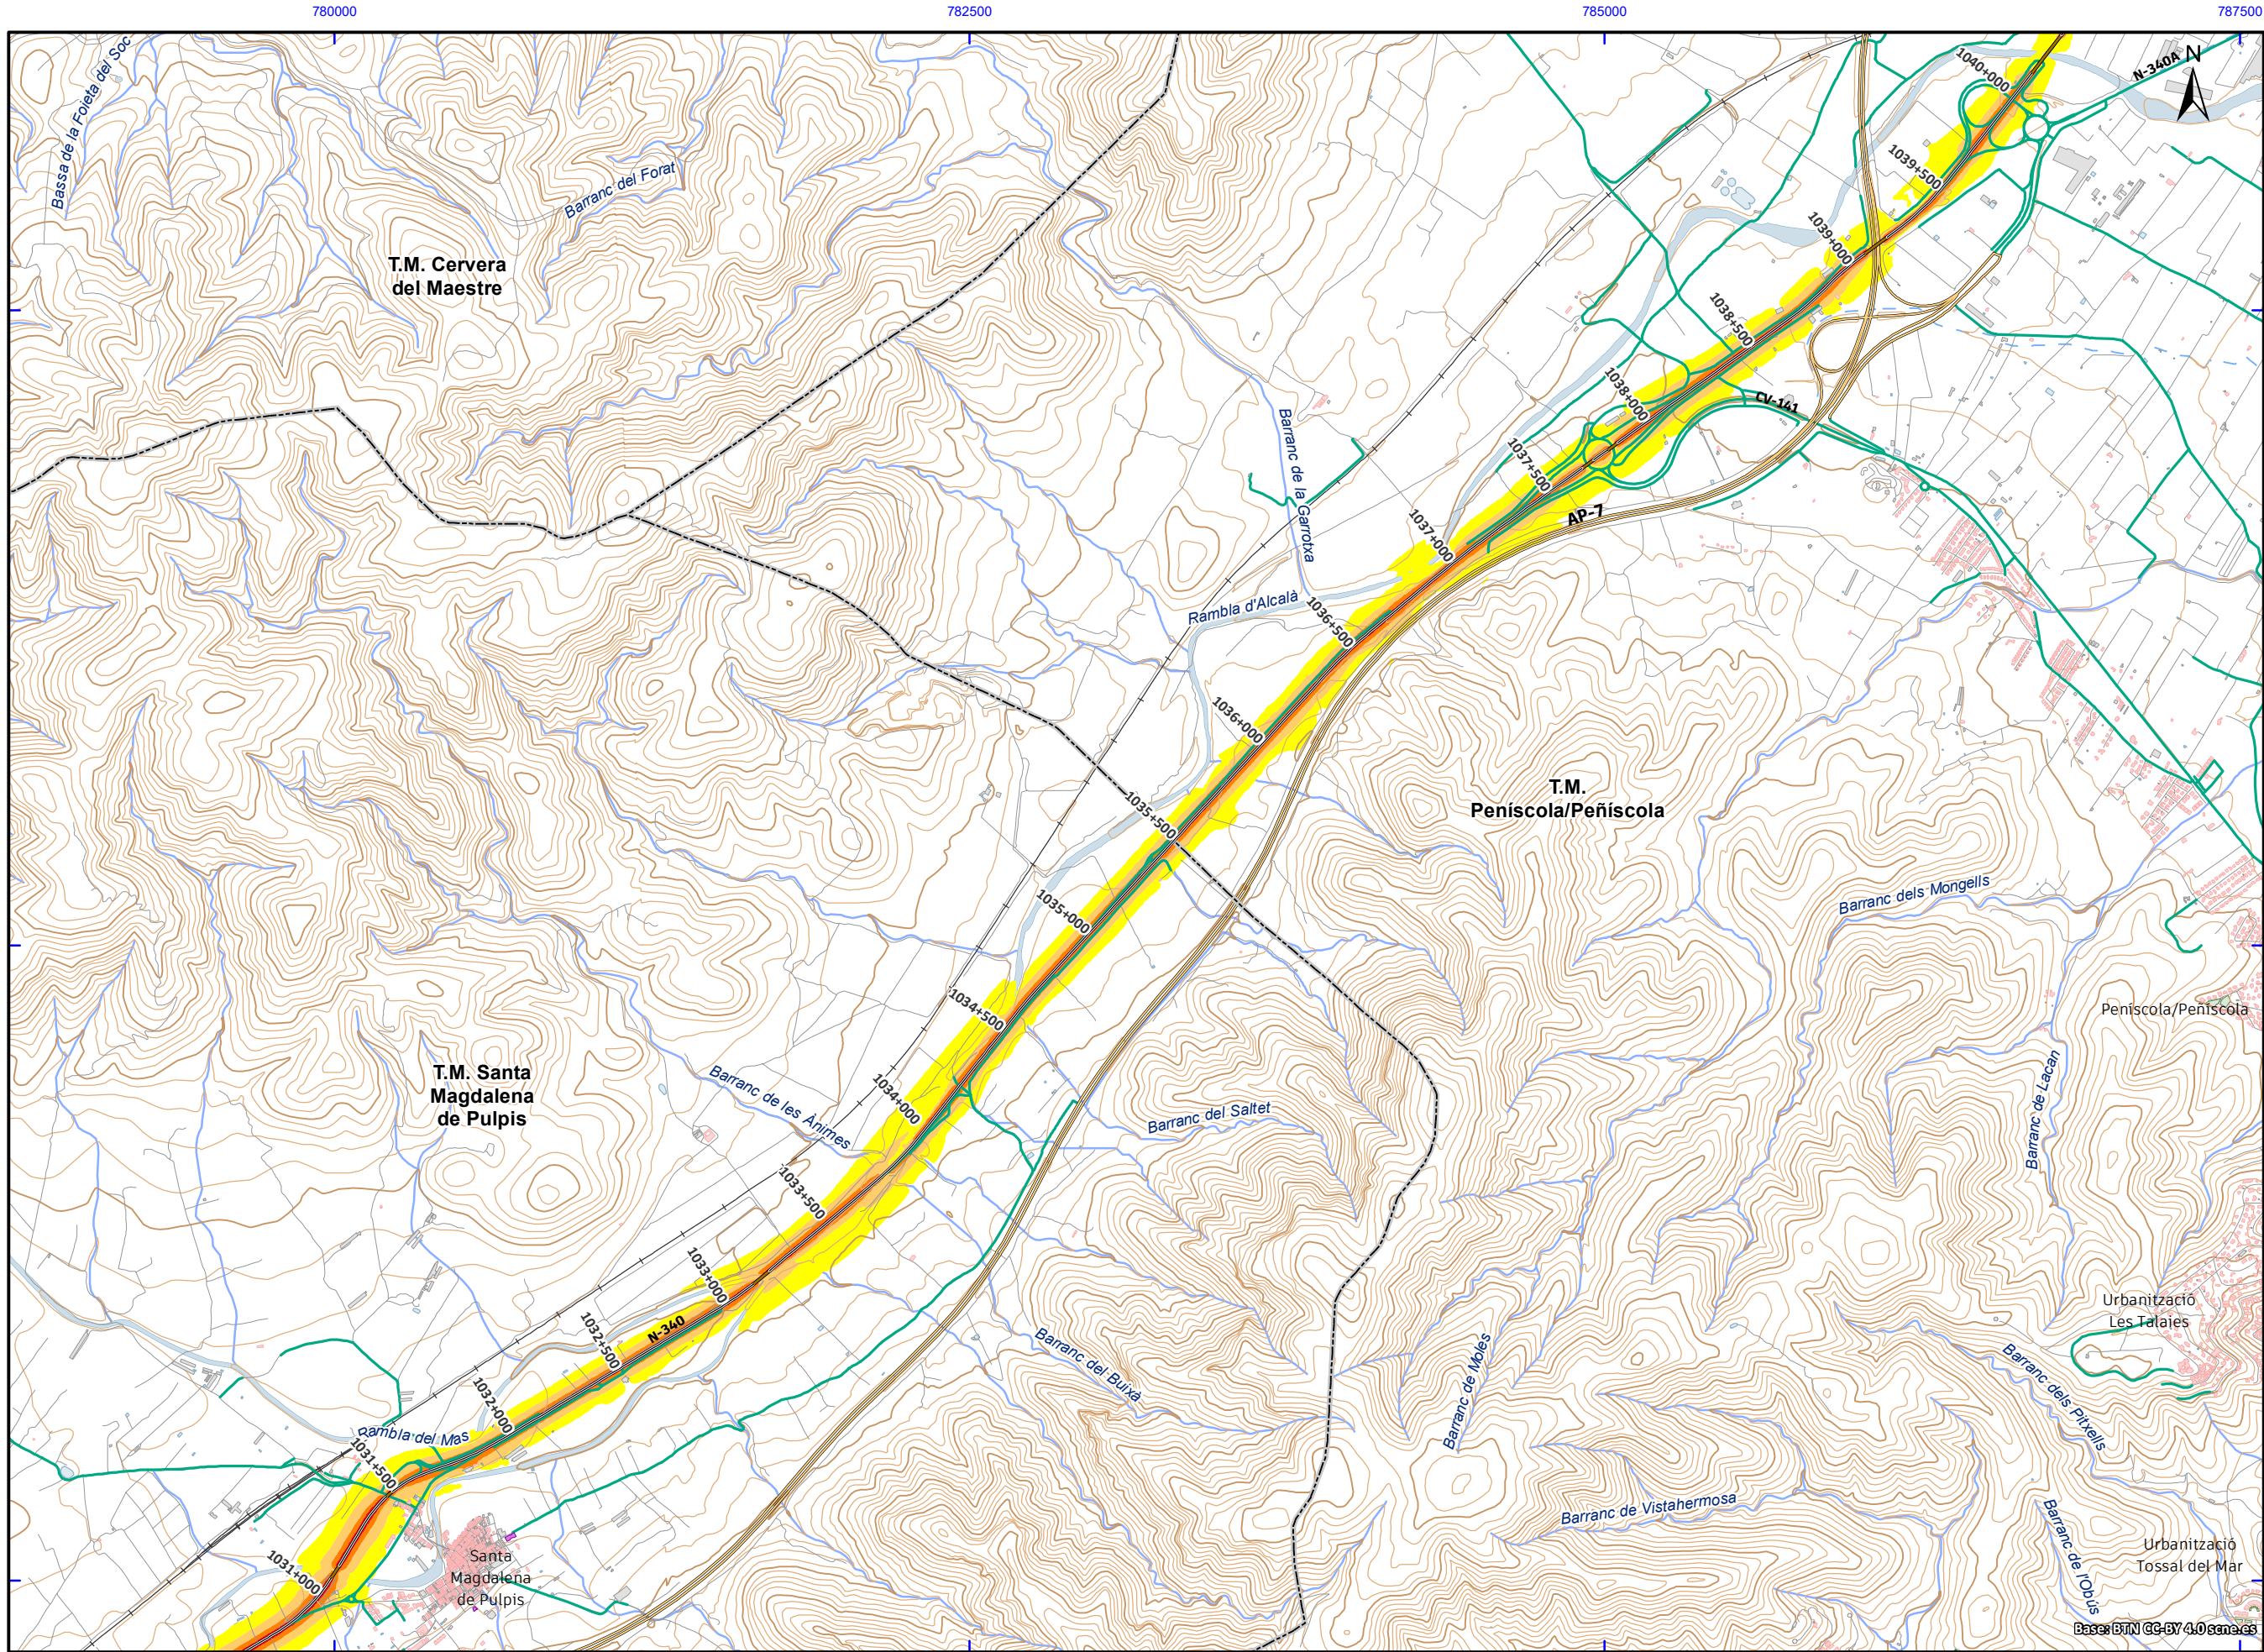 780000
782500
785000
787500
Bassa de la Foieta del Soc
Barranc del Forat
T.M. Cervera
del Maestre
1040+000
N-340A
N
1039+500
1039+000
1038+500
1038+000
CV-141
1037+500
AP-7
1037+000
Barranc de la Garrotxa
Rambla d'Alcalà
1036+500
1036+000
T.M.
Peníscola/Peñíscola
1035+500
1035+000
Barranc dels Mongells
Peníscola/Peñíscola
1034+500
T.M. Santa
Magdalena
de Pulpis
Barranc de les Ànimes
1034+000
Barranc del Saltet
Barranc de Lacan
1033+500
1033+000
N-340
1032+500
Urbanització
Les Talaies
Barranc del Buixà
Barranc de Moles
Barranc dels Pitxells
1032+000
Rambla del Mas
1031+500
Barranc de Vistahermosa
Barranc de l'Obús
Santa
Magdalena
de Pulpis
Urbanització
Tossal del Mar
1031+000
Base: BTN CC-BY 4.0 scne.es